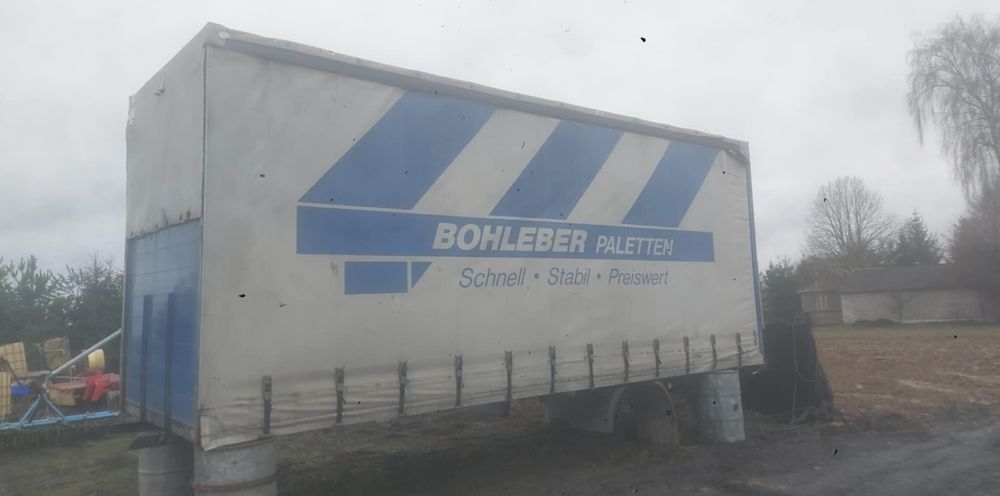 BOHLEBER PALETTEN
Schnell • Stabil • Preiswert